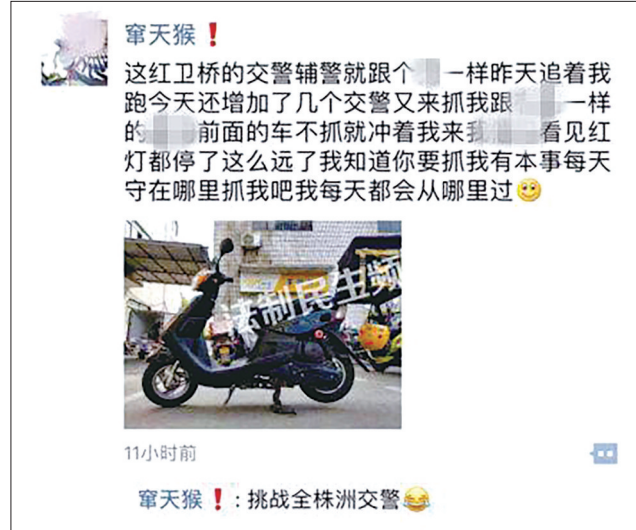 窜天猴❗
这红卫桥的交警辅警就跟个 一样昨天追着我
跑今天还增加了几个交警又来抓我跟 一样
的 前面的车不抓就冲着我来我 看见红
灯都停了这么远了我知道你要抓我有本事每天
守在哪里抓我吧我每天都会从哪里过🙂
法制民生频
11小时前
窜天猴❗:挑战全株洲交警😂